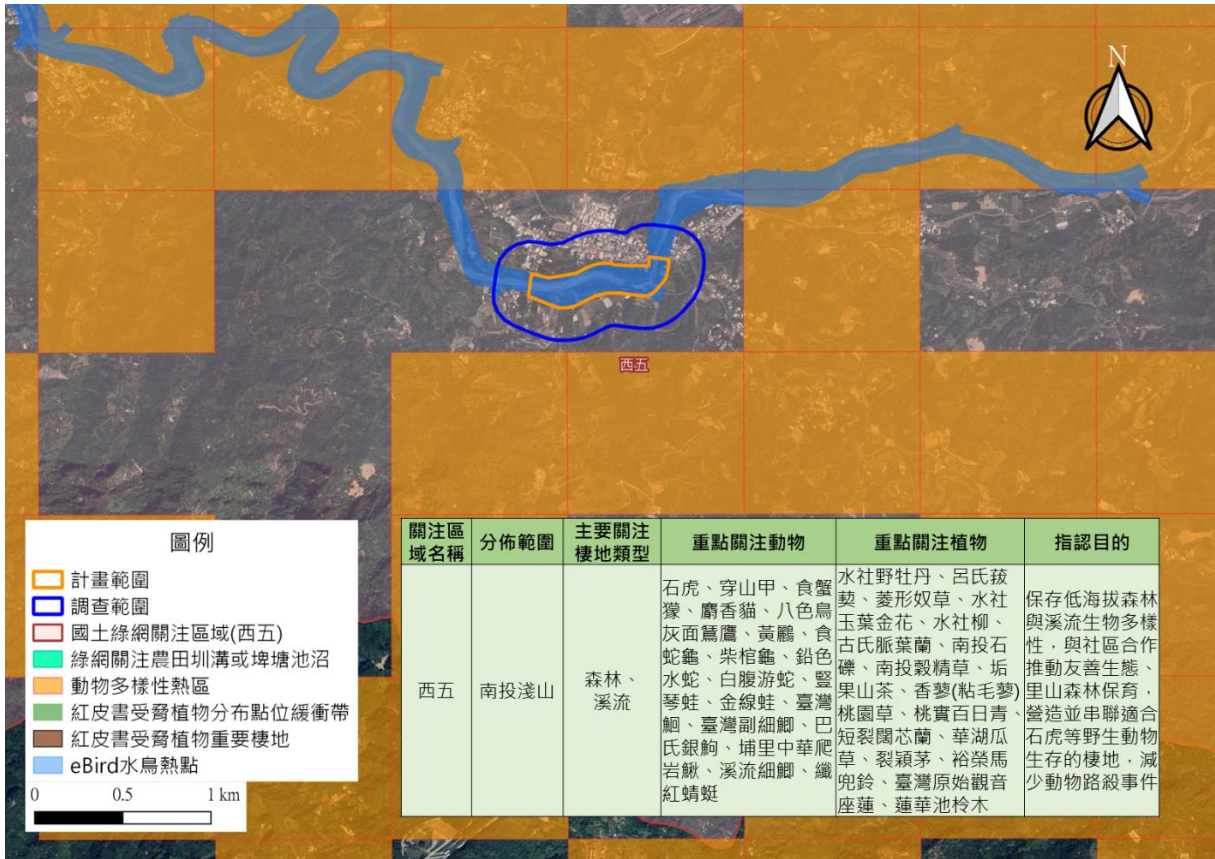 N
西五
圖例
計畫範圍
調查範圍
國土綠網關注區域(西五)
綠網關注農田圳溝或埤塘池沼
動物多樣性熱區
紅皮書受脅植物分布點位緩衝帶
紅皮書受脅植物重要棲地
eBird水鳥熱點
0 0.5 1 km
關注區
域名稱
分佈範圍
主要關注
棲地類型
重點關注動物
重點關注植物
指認目的
西五
南投淺山
森林、
溪流
石虎、穿山甲、食蟹
獴、麝香貓、八色鳥
灰面鵟鷹、黃鸝、食
蛇龜、柴棺龜、鉛色
水蛇、白腹游蛇、豎
琴蛙、金線蛙、臺灣
鮰、臺灣副細鯽、巴
氏銀鮈、埔里中華爬
岩鰍、溪流細鯽、纖
紅蜻蜓
水社野牡丹、呂氏菝
葜、菱形奴草、水社
玉葉金花、水社柳、
古氏脈葉蘭、南投石
櫟、南投穀精草、垢
果山茶、香蓼(粘毛蓼)
桃園草、桃實百日青、
短裂闊芯蘭、華湖瓜
草、裂穎茅、裕榮馬
兜鈴、臺灣原始觀音
座蓮、蓮華池柃木
保存低海拔森林
與溪流生物多樣
性，與社區合作
推動友善生態、
里山森林保育，
營造並串聯適合
石虎等野生動物
生存的棲地，減
少動物路殺事件